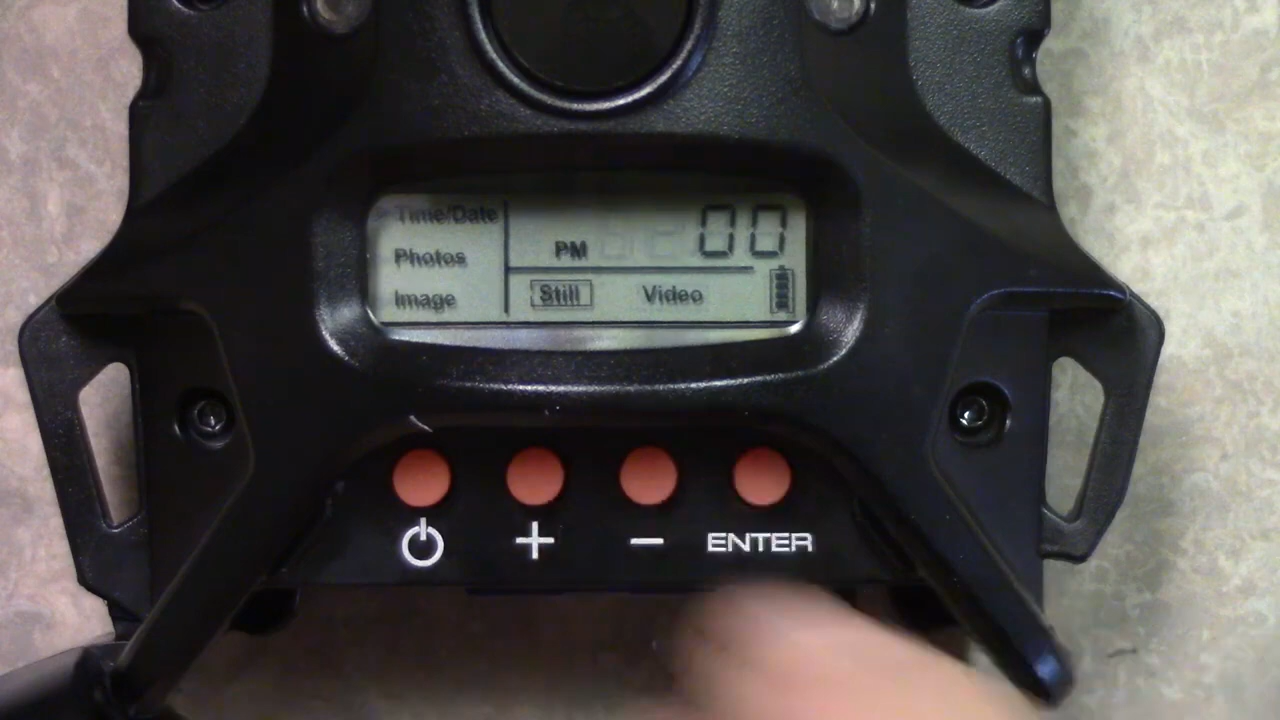 Time/Date
Photos
Image
PM 00
Still Video
+ − ENTER